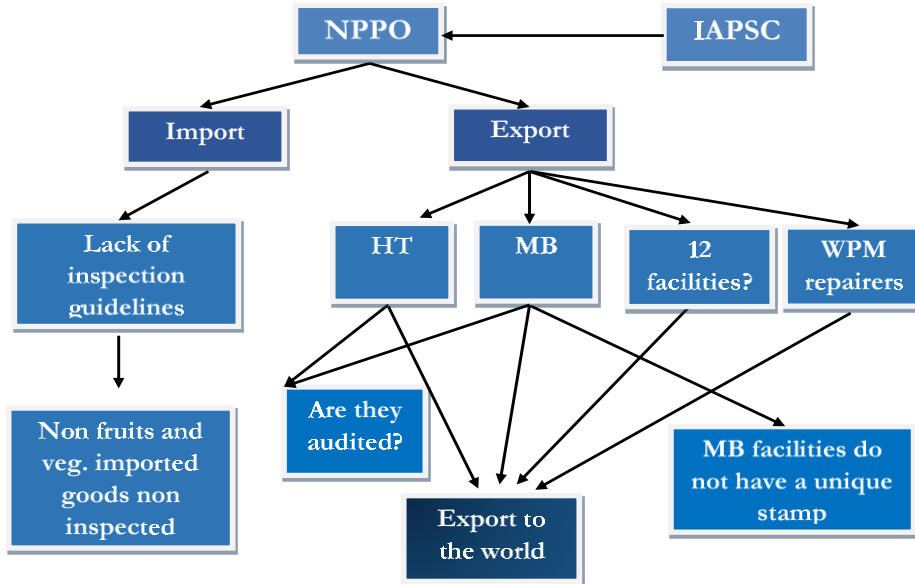 NPPO
IAPSC
Import
Export
Lack of
inspection
guidelines
HT
MB
12
facilities?
WPM
repairers
Non fruits and
veg. imported
goods non
inspected
Are they
audited?
Export to
the world
MB facilities do
not have a unique
stamp